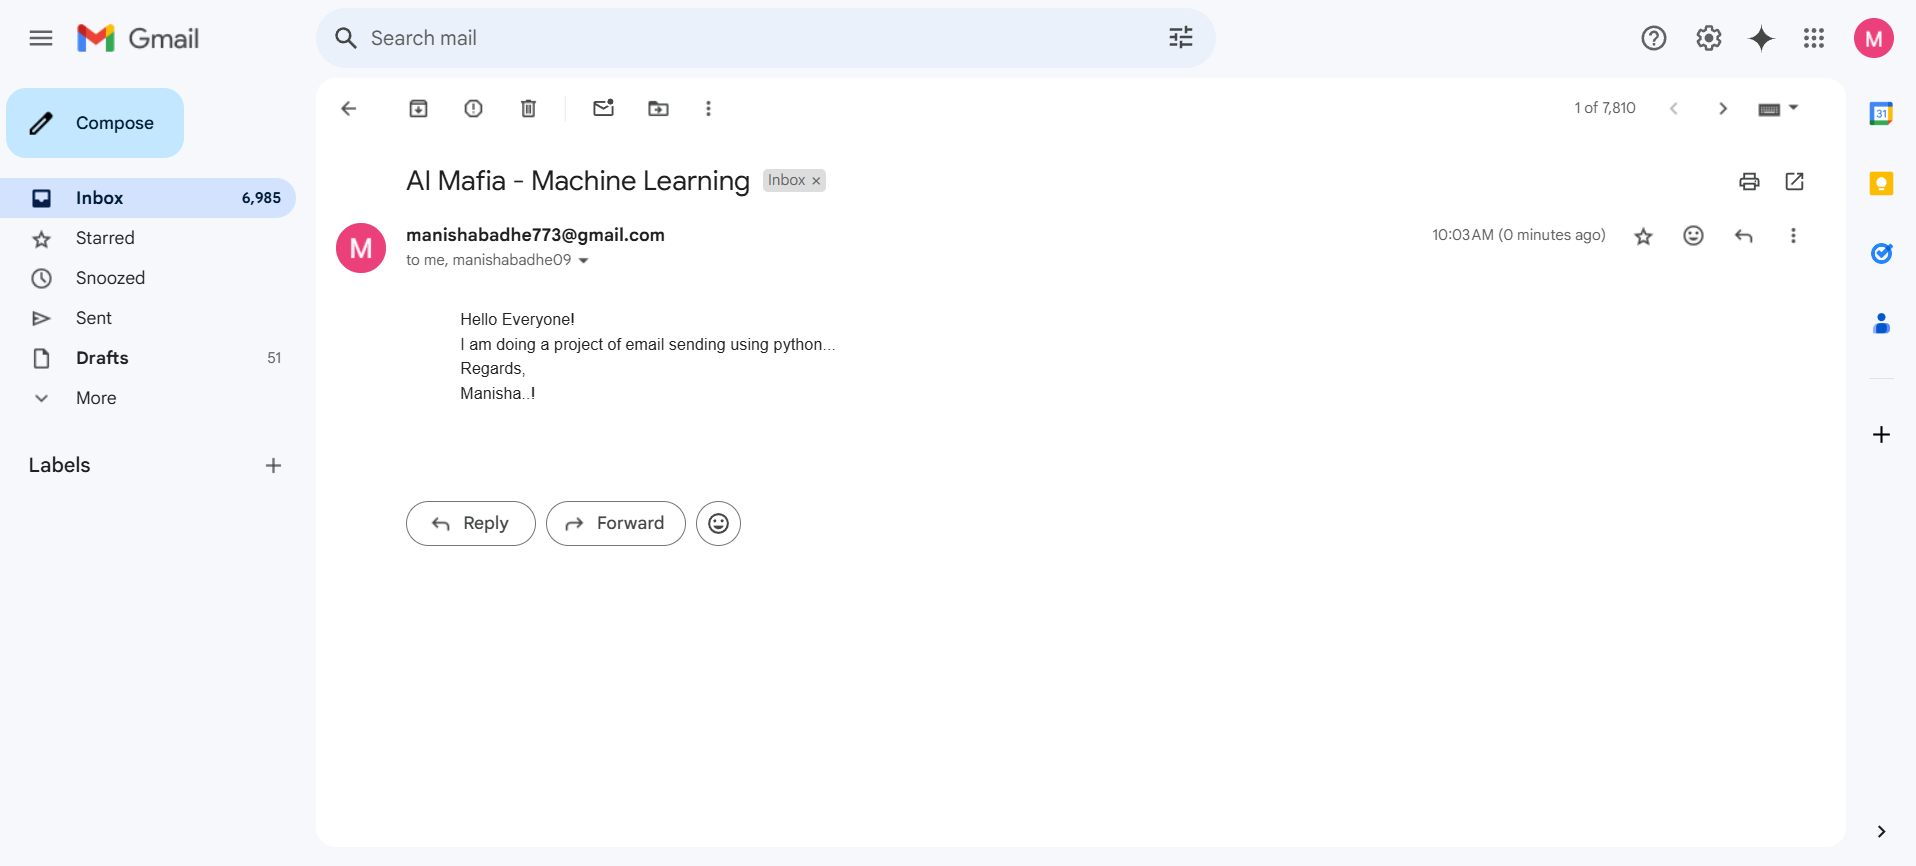 Gmail
Search mail
Compose
Inbox 6,985
Starred
Snoozed
Sent
Drafts 51
More
Labels
1 of 7,810
AI Mafia - Machine Learning Inbox ×
M
manishabadhe773@gmail.com
10:03 AM (0 minutes ago)
to me, manishabadhe09
Hello Everyone!
I am doing a project of email sending using python...
Regards,
Manisha..!
Reply Forward
M
31